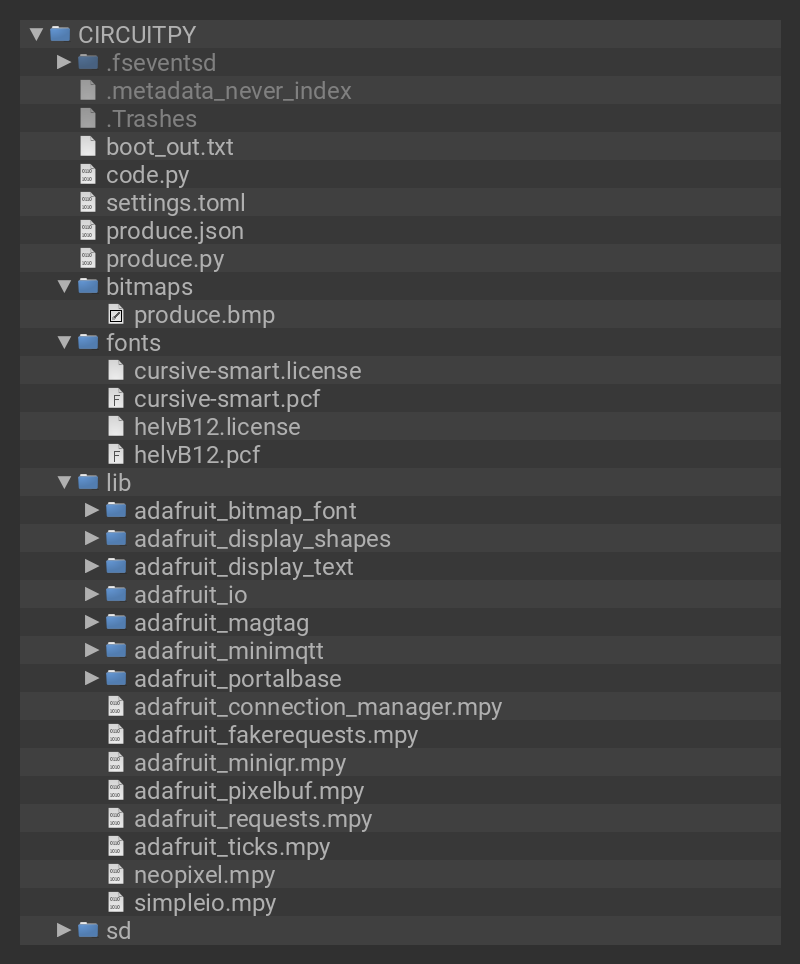 CIRCUITPY
.fseventsd
.metadata_never_index
.Trashes
boot_out.txt
code.py
settings.toml
produce.json
produce.py
bitmaps
produce.bmp
fonts
cursive-smart.license
cursive-smart.pcf
helvB12.license
helvB12.pcf
lib
adafruit_bitmap_font
adafruit_display_shapes
adafruit_display_text
adafruit_io
adafruit_magtag
adafruit_minimqtt
adafruit_portalbase
adafruit_connection_manager.mpy
adafruit_fakerequests.mpy
adafruit_miniqr.mpy
adafruit_pixelbuf.mpy
adafruit_requests.mpy
adafruit_ticks.mpy
neopixel.mpy
simpleio.mpy
sd